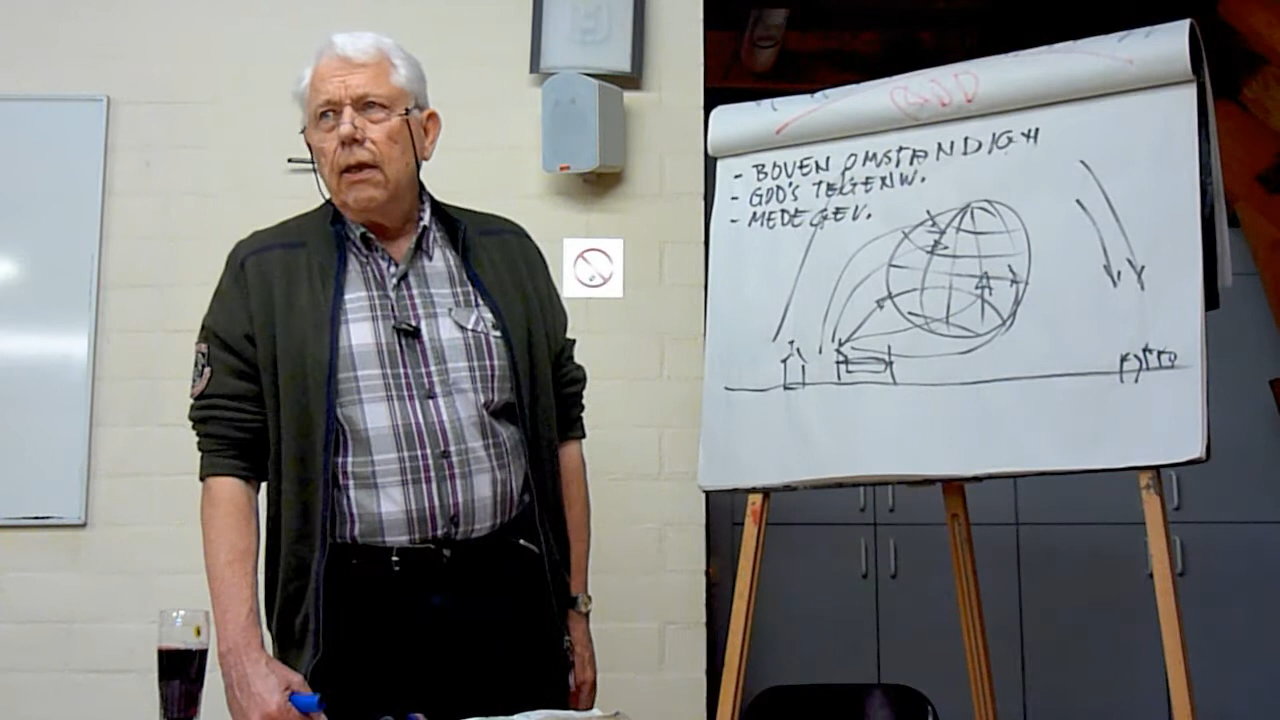 GOD
- BOVEN OMSTANDIGH
- GOD'S TEGENW.
- MEDEGEV.